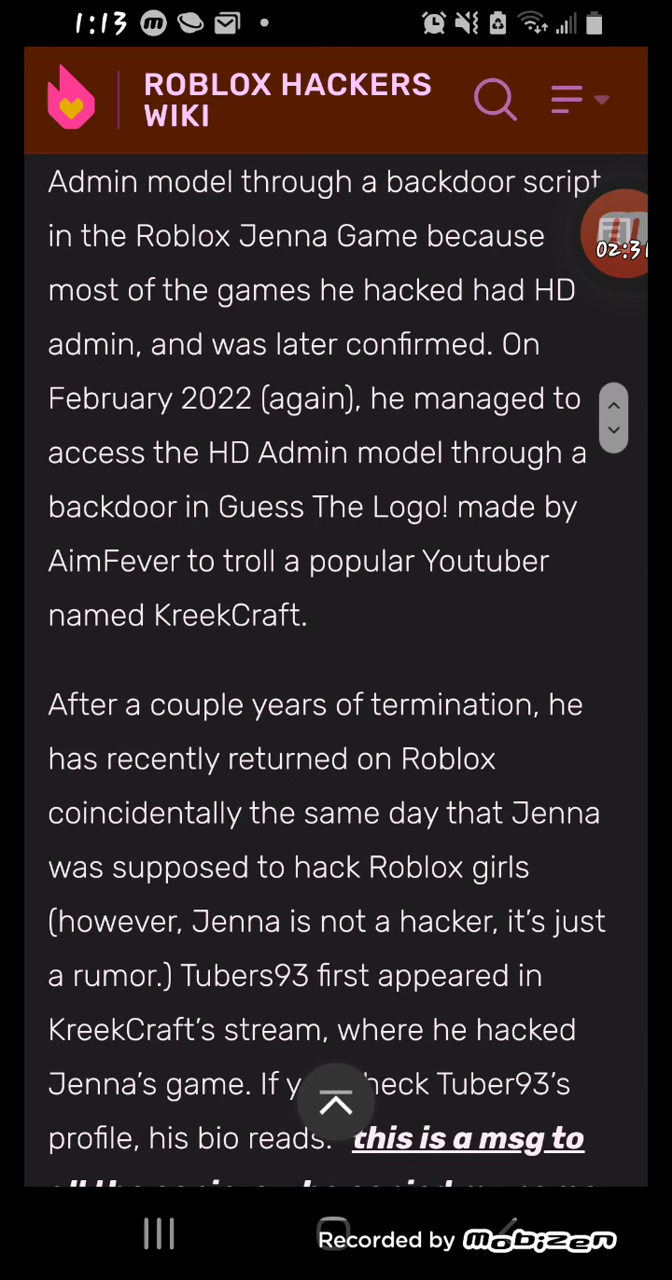 1:13
ROBLOX HACKERS
WIKI
Admin model through a backdoor script
in the Roblox Jenna Game because
02:3
most of the games he hacked had HD
admin, and was later confirmed. On
February 2022 (again), he managed to
access the HD Admin model through a
backdoor in Guess The Logo! made by
AimFever to troll a popular Youtuber
named KreekCraft.
After a couple years of termination, he
has recently returned on Roblox
coincidentally the same day that Jenna
was supposed to hack Roblox girls
(however, Jenna is not a hacker, it's just
a rumor.) Tubers93 first appeared in
KreekCraft's stream, where he hacked
Jenna's game. If y heck Tuber93's
profile, his bio reads: this is a msg to
Recorded by mobizen